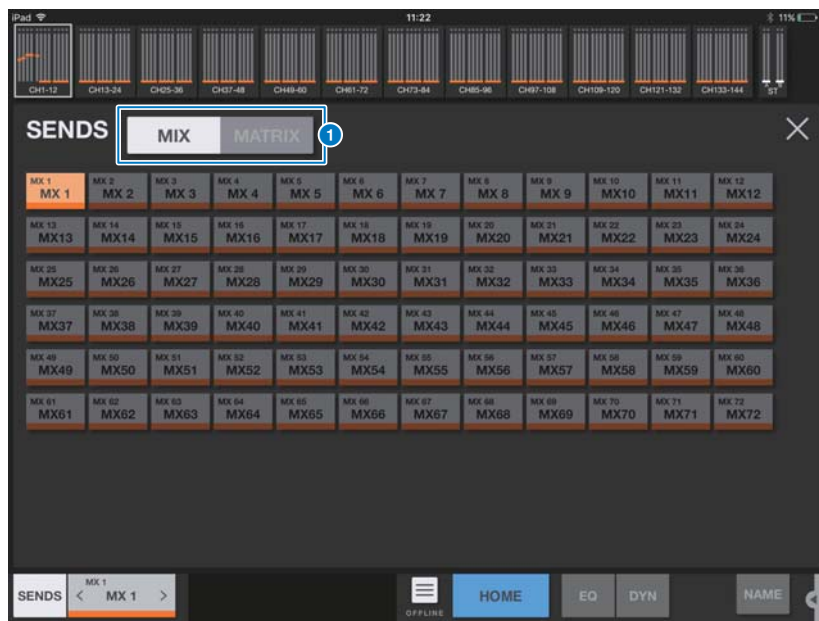 iPad 11:22 11%
CH1-12 CH13-24 CH25-36 CH37-48 CH49-60 CH61-72 CH73-84 CH85-96 CH97-108 CH109-120 CH121-132 CH133-144 ST
SENDS MIX MATRIX 1
MX 1 MX 2 MX 3 MX 4 MX 5 MX 6 MX 7 MX 8 MX 9 MX 10 MX 11 MX 12
MX 1 MX 2 MX 3 MX 4 MX 5 MX 6 MX 7 MX 8 MX 9 MX10 MX11 MX12
MX 13 MX 14 MX 15 MX 16 MX 17 MX 18 MX 19 MX 20 MX 21 MX 22 MX 23 MX 24
MX13 MX14 MX15 MX16 MX17 MX18 MX19 MX20 MX21 MX22 MX23 MX24
MX 25 MX 26 MX 27 MX 28 MX 29 MX 30 MX 31 MX 32 MX 33 MX 34 MX 35 MX 36
MX25 MX26 MX27 MX28 MX29 MX30 MX31 MX32 MX33 MX34 MX35 MX36
MX 37 MX 38 MX 39 MX 40 MX 41 MX 42 MX 43 MX 44 MX 45 MX 46 MX 47 MX 48
MX37 MX38 MX39 MX40 MX41 MX42 MX43 MX44 MX45 MX46 MX47 MX48
MX 49 MX 50 MX 51 MX 52 MX 53 MX 54 MX 55 MX 56 MX 57 MX 58 MX 59 MX 60
MX49 MX50 MX51 MX52 MX53 MX54 MX55 MX56 MX57 MX58 MX59 MX60
MX 61 MX 62 MX 63 MX 64 MX 65 MX 66 MX 67 MX 68 MX 69 MX 70 MX 71 MX 72
MX61 MX62 MX63 MX64 MX65 MX66 MX67 MX68 MX69 MX70 MX71 MX72
MX 1
SENDS < MX 1 > HOME EQ DYN NAME
OFFLINE